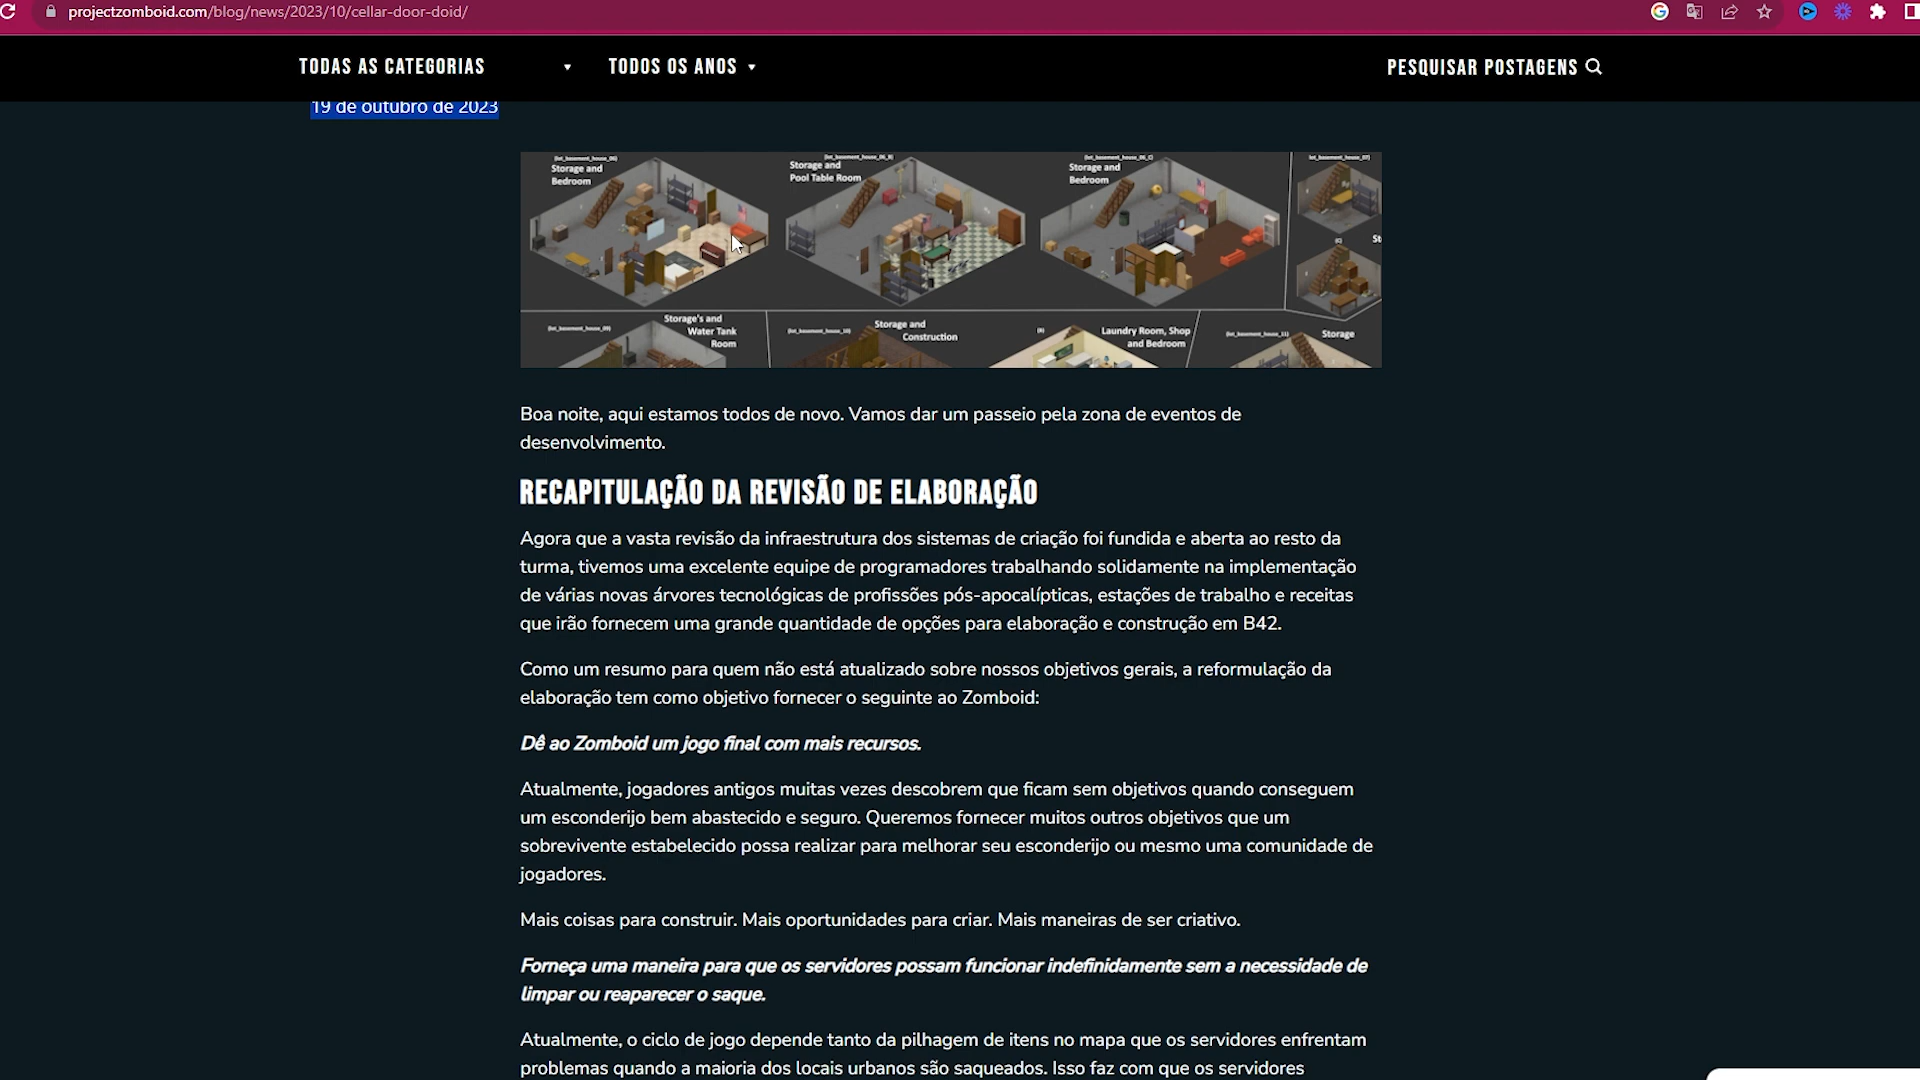 projectzomboid.com/blog/news/2023/10/cellar-door-doid/
TODAS AS CATEGORIAS
TODOS OS ANOS
PESQUISAR POSTAGENS
19 de outubro de 2023
(lot_basement_house_06)
Storage and
Bedroom
(lot_basement_house_06_B)
Storage and
Pool Table Room
(lot_basement_house_06_C)
Storage and
Bedroom
lot_basement_house_07)
(C)
St
(lot_basement_house_09)
Storage's and
Water Tank
Room
(lot_basement_house_10)
Storage and
Construction
(B)
Laundry Room, Shop
and Bedroom
(lot_basement_house_11)
Storage
Boa noite, aqui estamos todos de novo. Vamos dar um passeio pela zona de eventos de
desenvolvimento.
RECAPITULAÇÃO DA REVISÃO DE ELABORAÇÃO
Agora que a vasta revisão da infraestrutura dos sistemas de criação foi fundida e aberta ao resto da
turma, tivemos uma excelente equipe de programadores trabalhando solidamente na implementação
de várias novas árvores tecnológicas de profissões pós-apocalípticas, estações de trabalho e receitas
que irão fornecem uma grande quantidade de opções para elaboração e construção em B42.
Como um resumo para quem não está atualizado sobre nossos objetivos gerais, a reformulação da
elaboração tem como objetivo fornecer o seguinte ao Zomboid:
Dê ao Zomboid um jogo final com mais recursos.
Atualmente, jogadores antigos muitas vezes descobrem que ficam sem objetivos quando conseguem
um esconderijo bem abastecido e seguro. Queremos fornecer muitos outros objetivos que um
sobrevivente estabelecido possa realizar para melhorar seu esconderijo ou mesmo uma comunidade de
jogadores.
Mais coisas para construir. Mais oportunidades para criar. Mais maneiras de ser criativo.
Forneça uma maneira para que os servidores possam funcionar indefinidamente sem a necessidade de
limpar ou reaparecer o saque.
Atualmente, o ciclo de jogo depende tanto da pilhagem de itens no mapa que os servidores enfrentam
problemas quando a maioria dos locais urbanos são saqueados. Isso faz com que os servidores